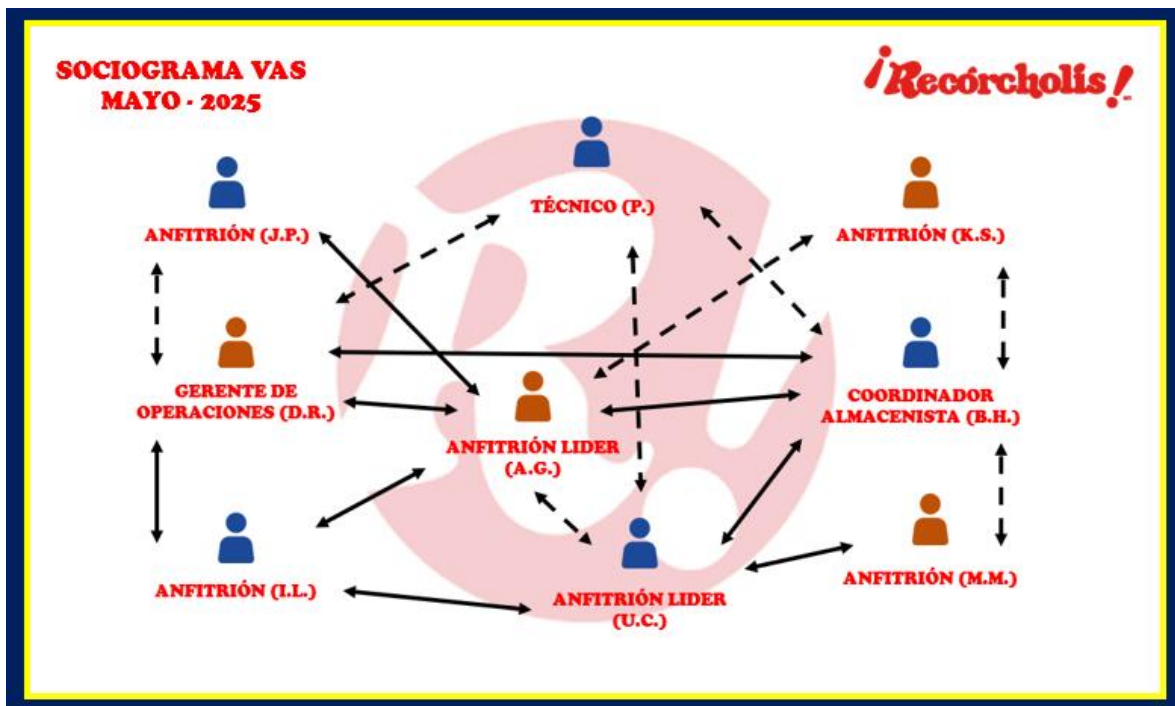 SOCIOGRAMA VAS
MAYO - 2025
¡Recórcholis!
TÉCNICO (P.)
ANFITRIÓN (J.P.)
ANFITRIÓN (K.S.)
GERENTE DE
OPERACIONES (D.R.)
COORDINADOR
ALMACENISTA (B.H.)
ANFITRIÓN LIDER
(A.G.)
ANFITRIÓN (I.L.)
ANFITRIÓN LIDER
(U.C.)
ANFITRIÓN (M.M.)